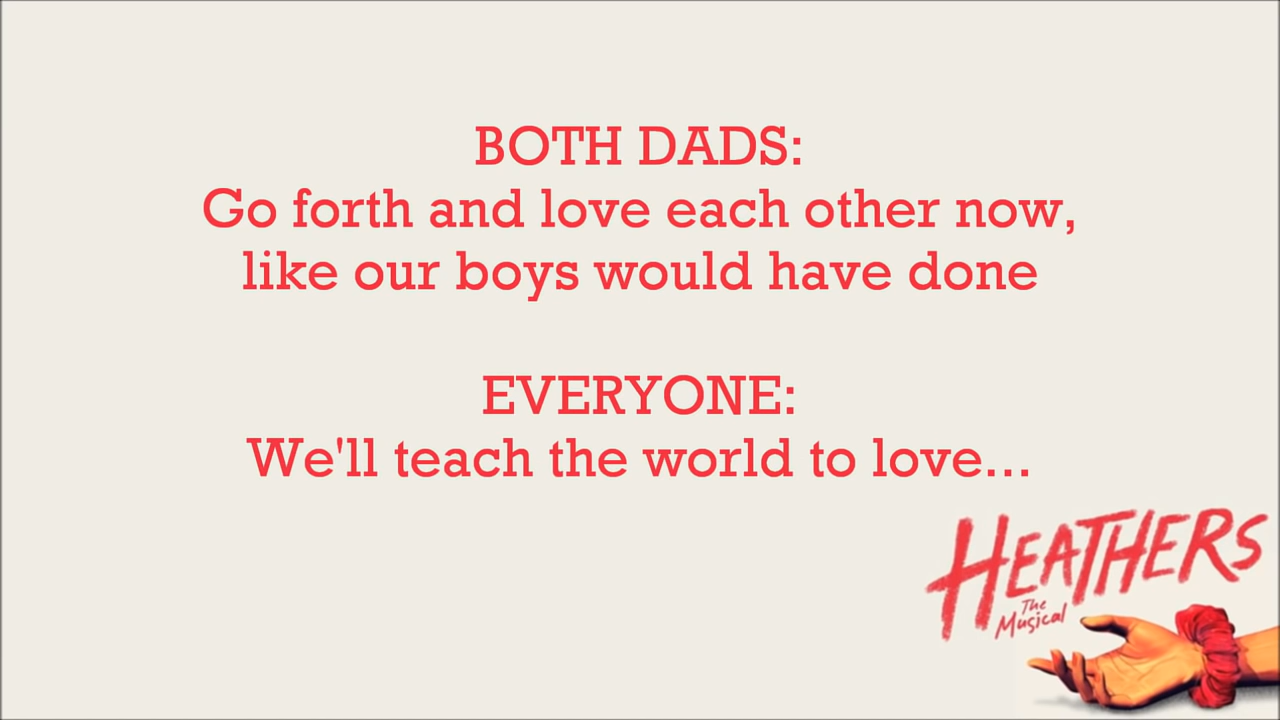 BOTH DADS:
Go forth and love each other now,
like our boys would have done
EVERYONE:
We'll teach the world to love...
HEATHERS
The
Musical